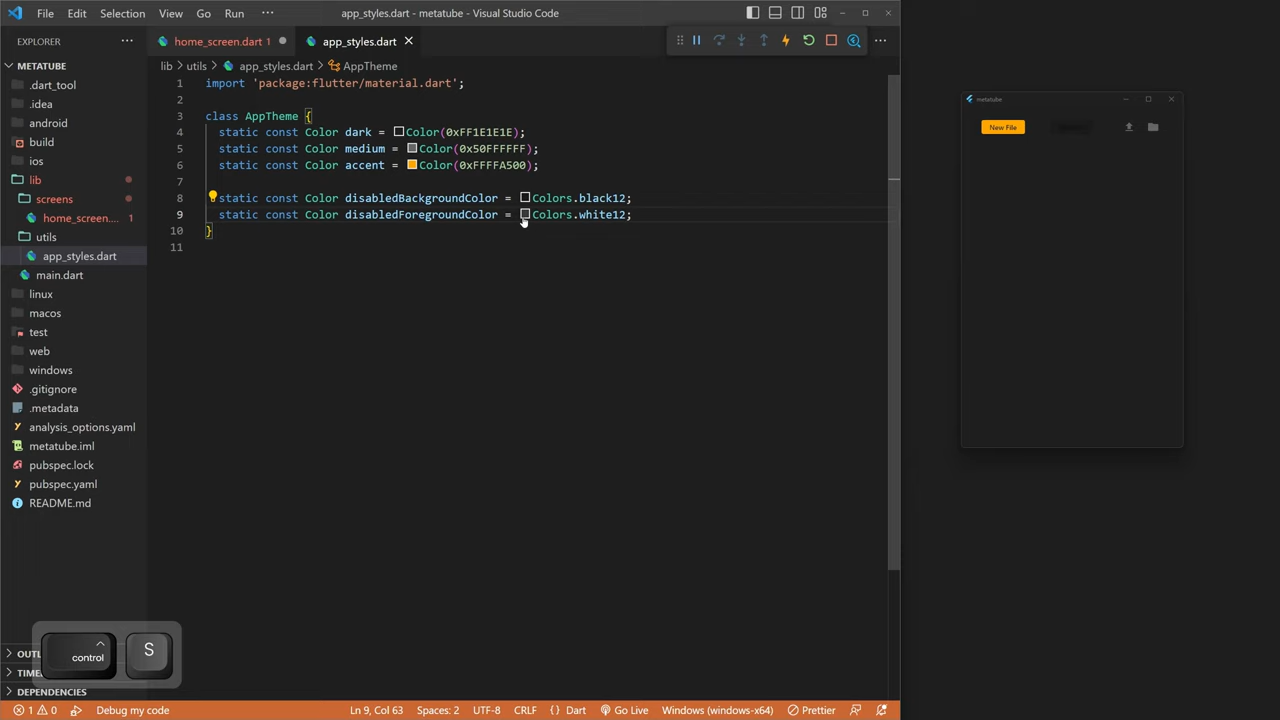 File Edit Selection View Go Run ··· app_styles.dart - metatube - Visual Studio Code
EXPLORER ···
METATUBE
.dart_tool
.idea
android
build
ios
lib
screens
home_screen.... 1
utils
app_styles.dart
main.dart
linux
macos
test
web
windows
.gitignore
.metadata
analysis_options.yaml
metatube.iml
pubspec.lock
pubspec.yaml
README.md
OUTL
TIME
DEPENDENCIES
home_screen.dart 1 app_styles.dart
lib > utils > app_styles.dart > AppTheme
1 import 'package:flutter/material.dart';
2
3 class AppTheme {
4 static const Color dark = Color(0xFF1E1E1E);
5 static const Color medium = Color(0x50FFFFFF);
6 static const Color accent = Color(0xFFFFA500);
7
8 static const Color disabledBackgroundColor = Colors.black12;
9 static const Color disabledForegroundColor = Colors.white12;
10 }
11
metatube
New File
control
S
1 0 Debug my code Ln 9, Col 63 Spaces: 2 UTF-8 CRLF {} Dart Go Live Windows (windows-x64) Prettier